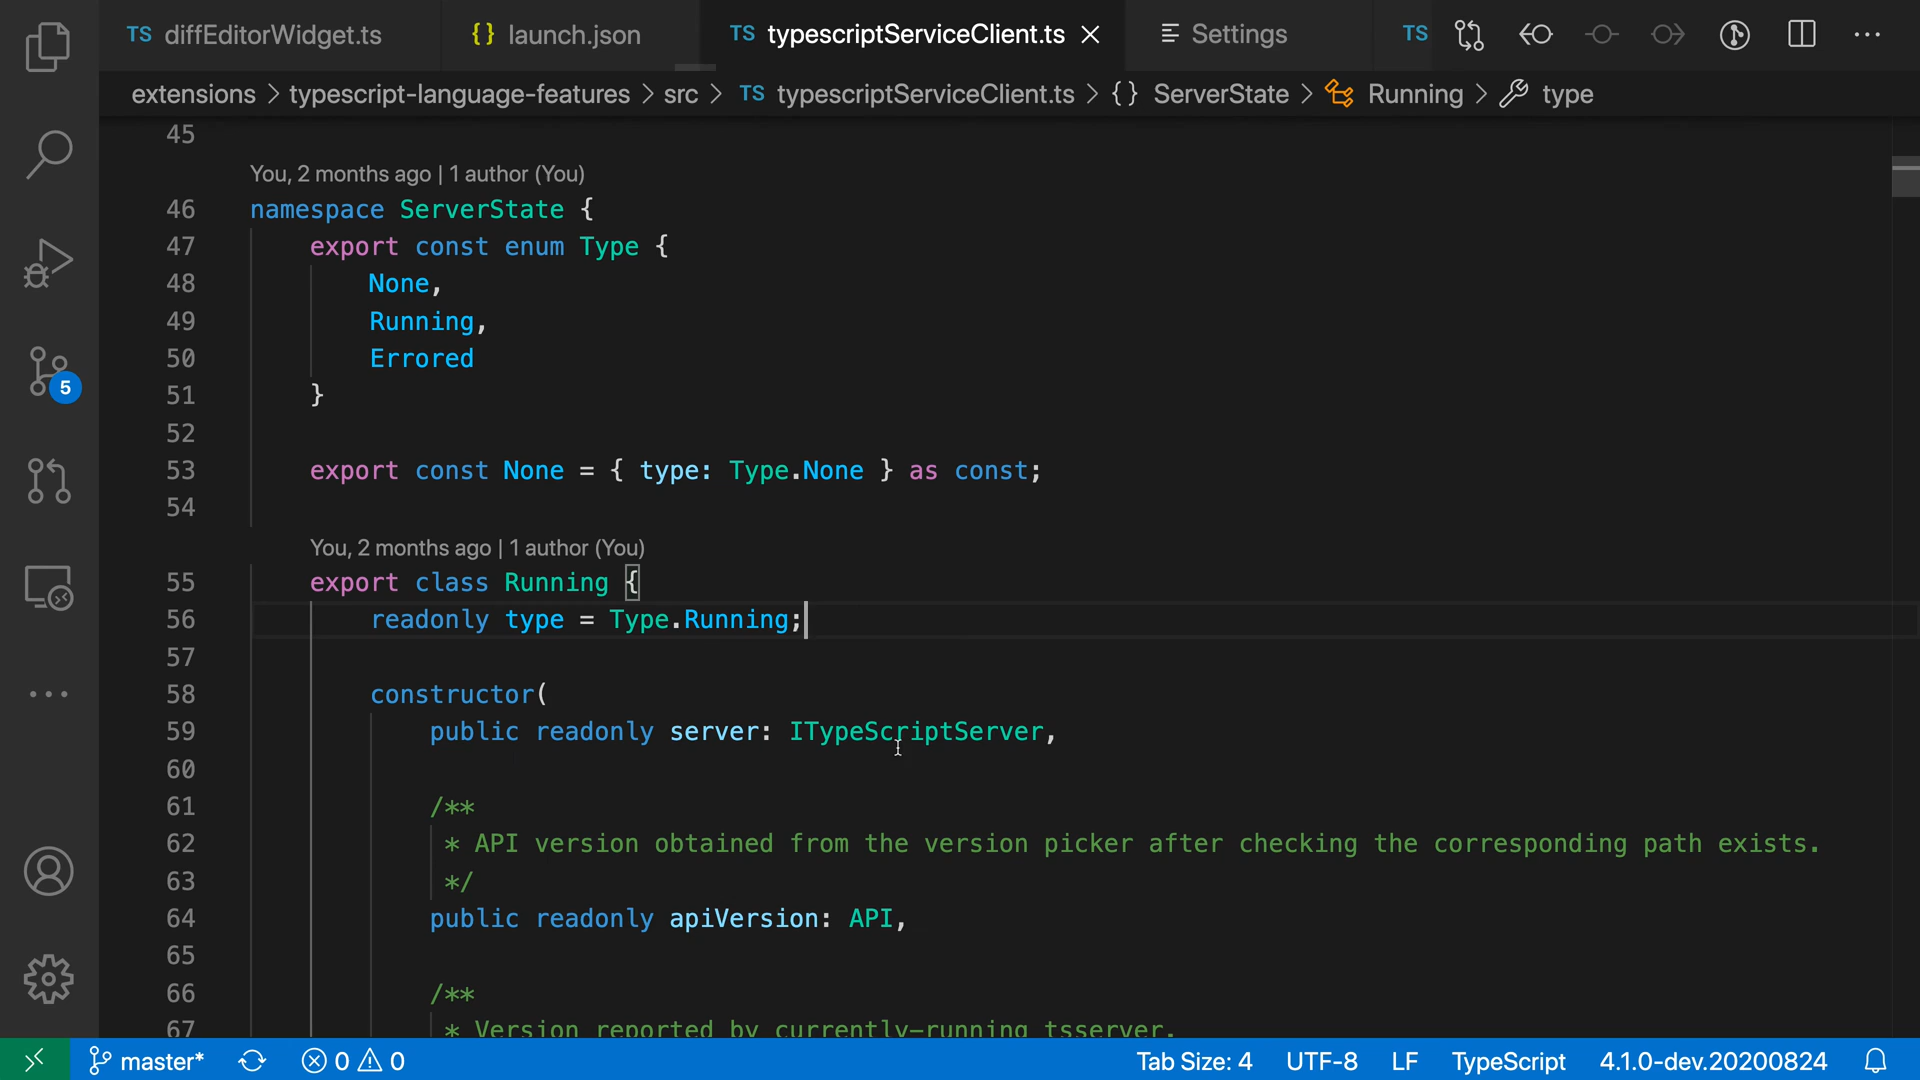 TS diffEditorWidget.ts {} launch.json TS typescriptServiceClient.ts Settings TS
extensions > typescript-language-features > src > TS typescriptServiceClient.ts > {} ServerState > Running > type
45
You, 2 months ago | 1 author (You)
46 namespace ServerState {
47 export const enum Type {
48 None,
49 Running,
50 Errored
51 }
52
53 export const None = { type: Type.None } as const;
54
You, 2 months ago | 1 author (You)
55 export class Running {
56 readonly type = Type.Running;
57
58 constructor(
59 public readonly server: ITypeScriptServer,
60
61 /**
62 * API version obtained from the version picker after checking the corresponding path exists.
63 */
64 public readonly apiVersion: API,
65
66 /**
67 * Version reported by currently-running tsserver.
5
master* 0 0 Tab Size: 4 UTF-8 LF TypeScript 4.1.0-dev.20200824